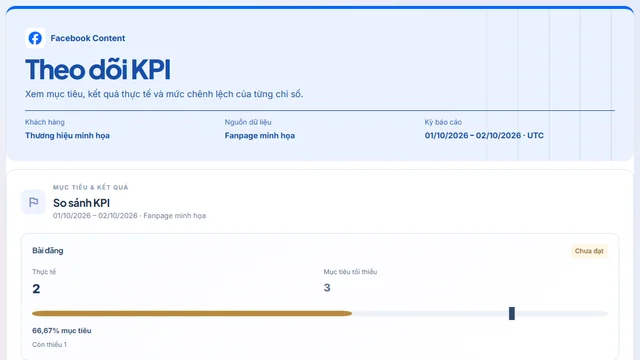 Facebook Content
Theo dõi KPI
Xem mục tiêu, kết quả thực tế và mức chênh lệch của từng chỉ số.
Khách hàng
Thương hiệu minh họa
Nguồn dữ liệu
Fanpage minh họa
Kỳ báo cáo
01/10/2026 – 02/10/2026 · UTC
MỤC TIÊU & KẾT QUẢ
So sánh KPI
01/10/2026 – 02/10/2026 · Fanpage minh họa
Bài đăng
Chưa đạt
Thực tế
2
Mục tiêu tối thiểu
3
66,67% mục tiêu
Còn thiếu 1